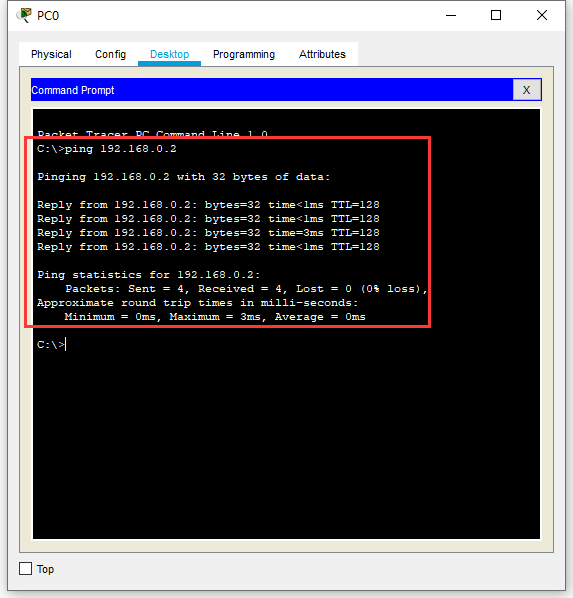 PC0
Physical Config Desktop Programming Attributes
Command Prompt X
Packet Tracer PC Command Line 1.0
C:\>ping 192.168.0.2
Pinging 192.168.0.2 with 32 bytes of data:
Reply from 192.168.0.2: bytes=32 time<1ms TTL=128
Reply from 192.168.0.2: bytes=32 time<1ms TTL=128
Reply from 192.168.0.2: bytes=32 time=3ms TTL=128
Reply from 192.168.0.2: bytes=32 time<1ms TTL=128
Ping statistics for 192.168.0.2:
Packets: Sent = 4, Received = 4, Lost = 0 (0% loss),
Approximate round trip times in milli-seconds:
Minimum = 0ms, Maximum = 3ms, Average = 0ms
C:\>
Top